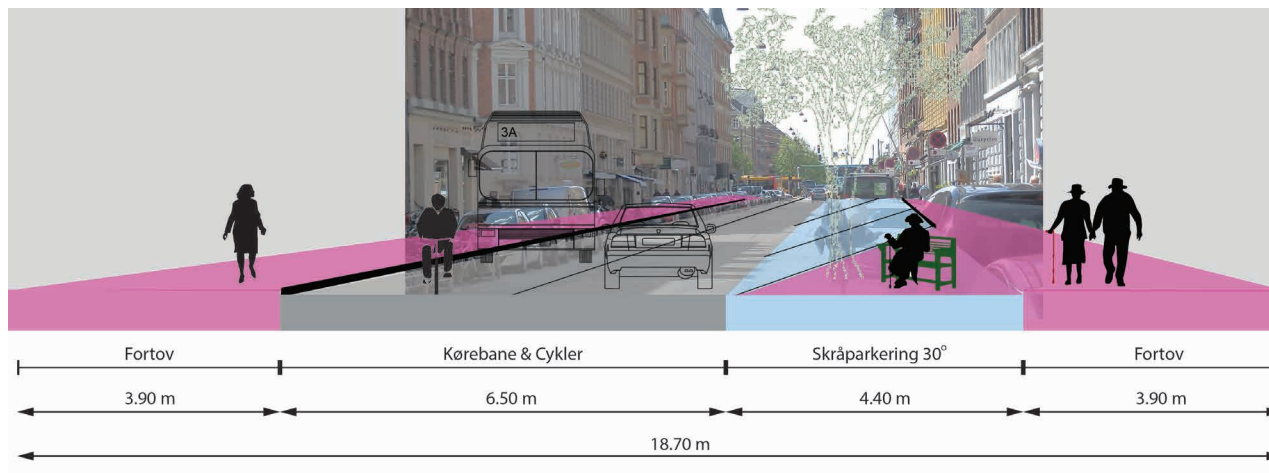 3A
Fortov
Kørebane & Cykler
Skråparkering 30°
Fortov
3.90 m
6.50 m
4.40 m
3.90 m
18.70 m